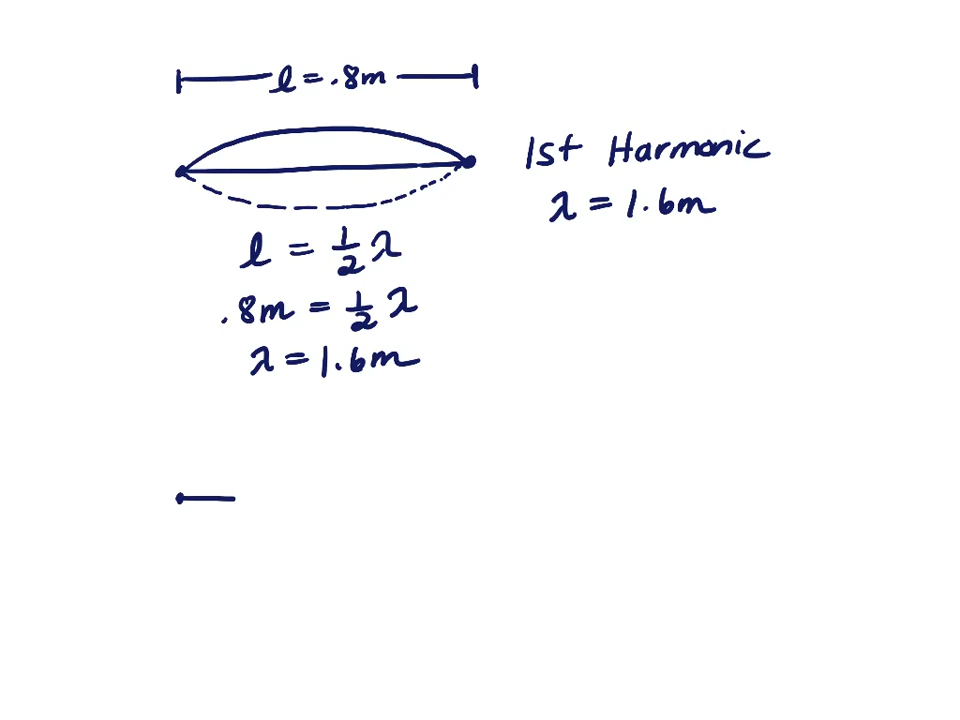 l = .8m
1st Harmonic
λ = 1.6m
l = 1/2 λ
.8m = 1/2 λ
λ = 1.6m